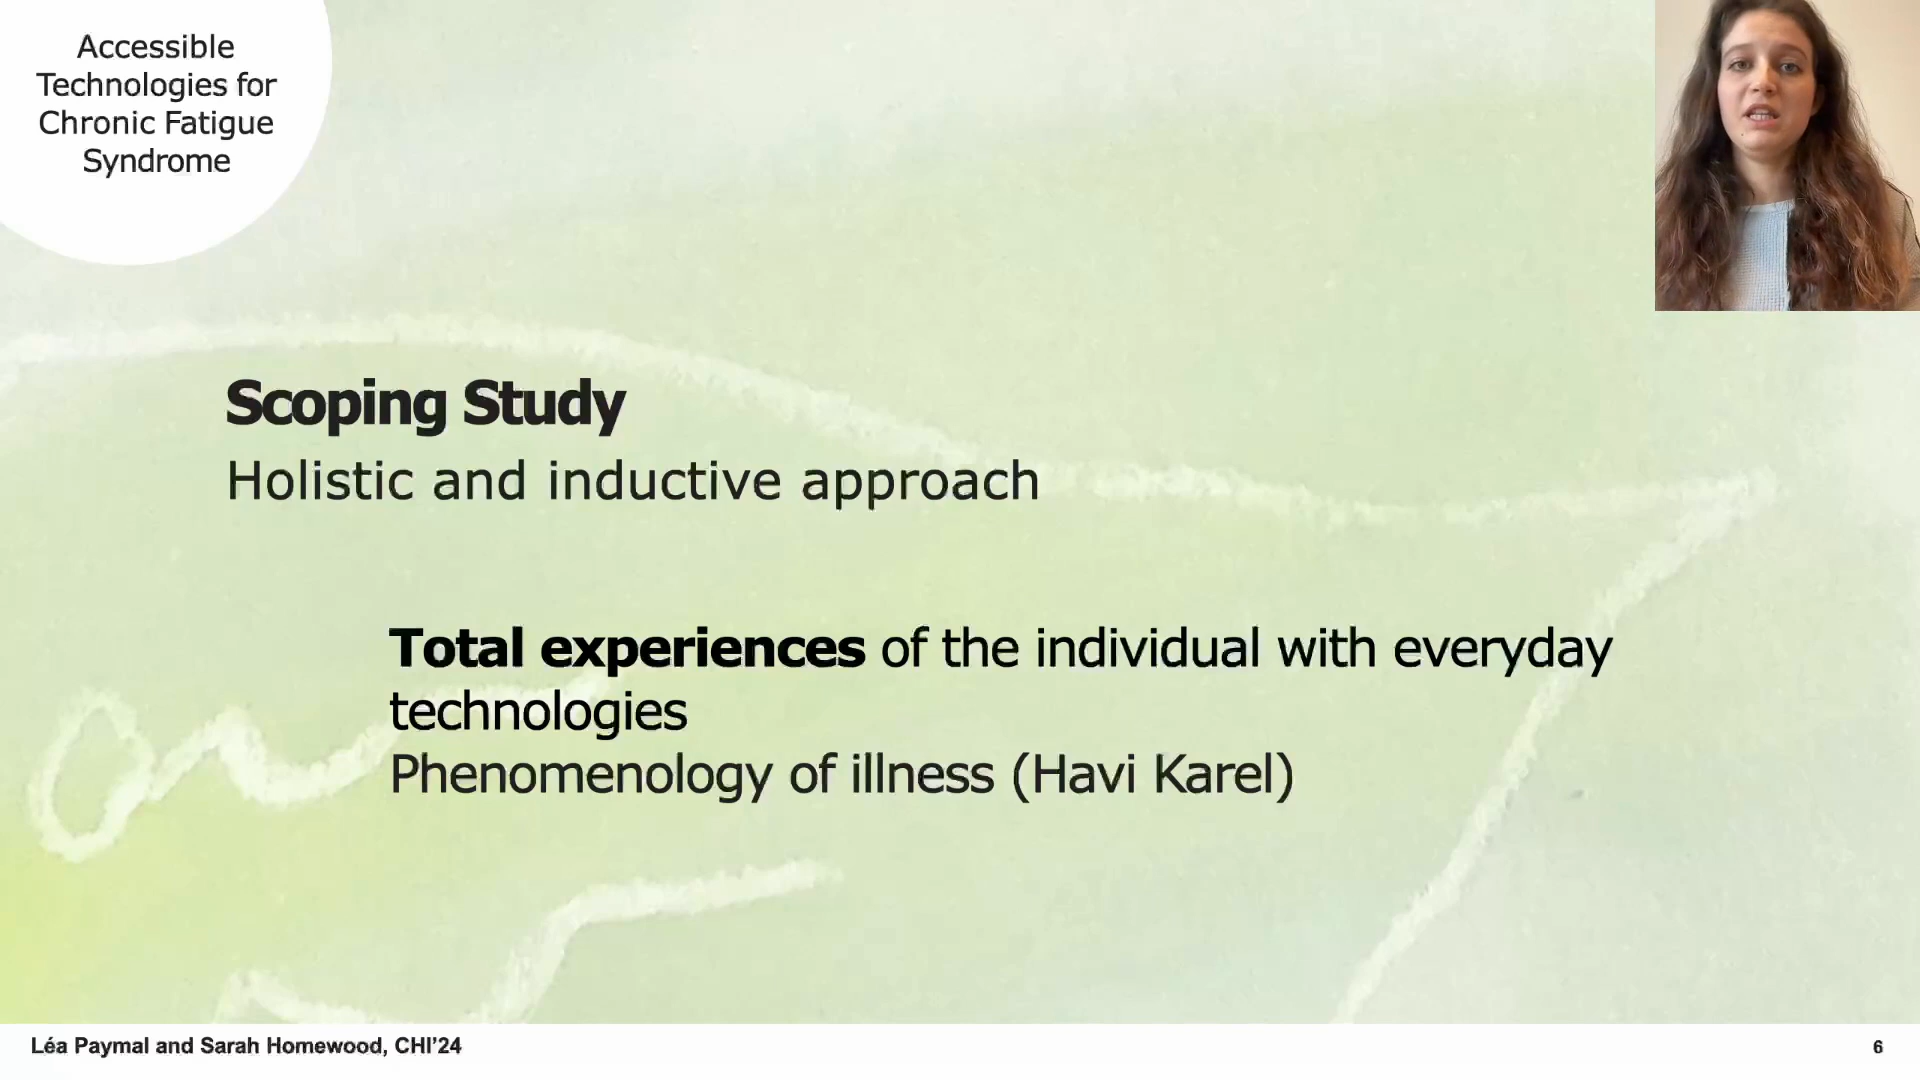 Accessible
Technologies for
Chronic Fatigue
Syndrome
Scoping Study
Holistic and inductive approach
Total experiences of the individual with everyday
technologies
Phenomenology of illness (Havi Karel)
Léa Paymal and Sarah Homewood, CHI'24
6